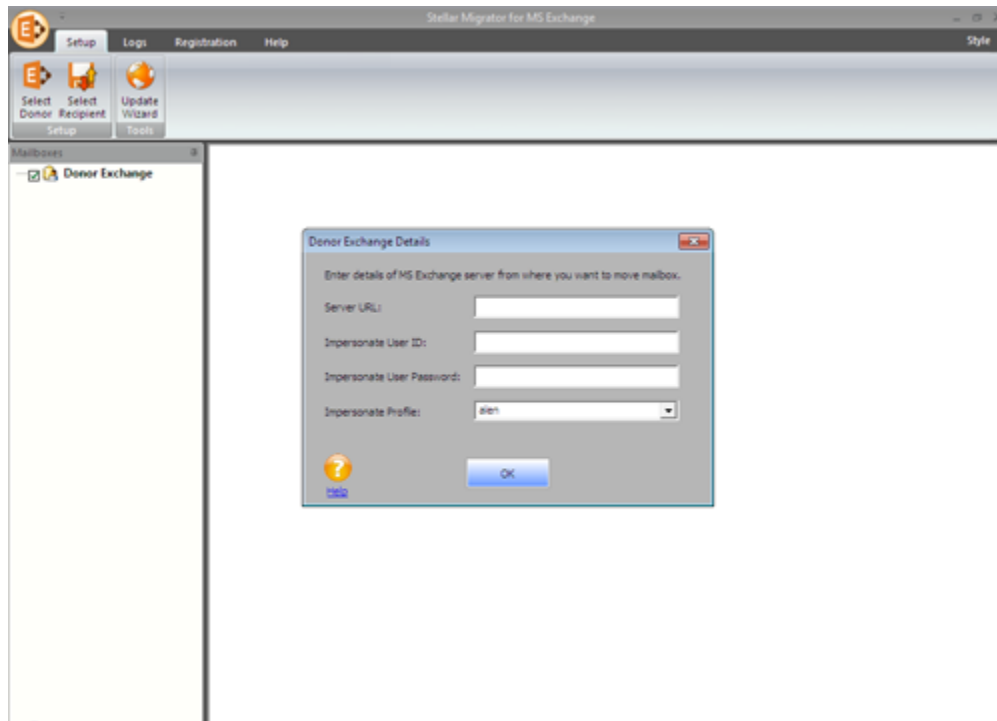 Stellar Migrator for MS Exchange
Setup Logs Registration Help Style
Select Donor
Select Recipient
Update Wizard
Setup
Tools
Mailboxes
Donor Exchange
Donor Exchange Details
Enter details of MS Exchange server from where you want to move mailbox.
Server URL:
Impersonate User ID:
Impersonate User Password:
Impersonate Profile: alen
OK
Help